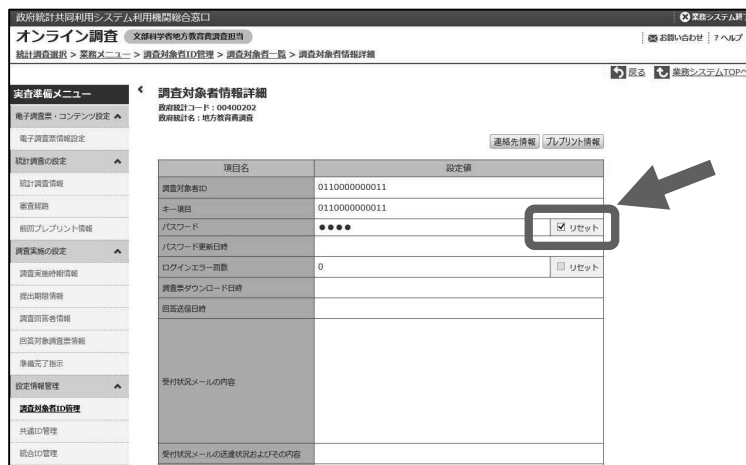 政府統計共同利用システム利用機関総合窓口
業務システム終
オンライン調査 文部科学省地方教育費調査担当
お問い合わせ ? ヘルプ
統計調査選択 > 業務メニュー > 調査対象者ID管理 > 調査対象者一覧 > 調査対象者情報詳細
戻る 業務システムTOPへ
実査準備メニュー
調査対象者情報詳細
政府統計コード：00400202
政府統計名：地方教育費調査
電子調査票・コンテンツ設定
電子調査票情報設定
連絡先情報 プレプリント情報
統計調査の設定
統計調査情報
審査経路
前回プレプリント情報
調査実施の設定
調査実施時期情報
提出期限情報
調査回答者情報
回答対象調査票情報
準備完了指示
設定情報管理
調査対象者ID管理
共通ID管理
統合ID管理
項目名 設定値
調査対象者ID 0110000000011
キー項目 0110000000011
パスワード ●●●● リセット
パスワード更新日時
ログインエラー回数 0 リセット
調査票ダウンロード日時
回答送信日時
受付状況メールの内容
受付状況メールの送達状況およびその内容